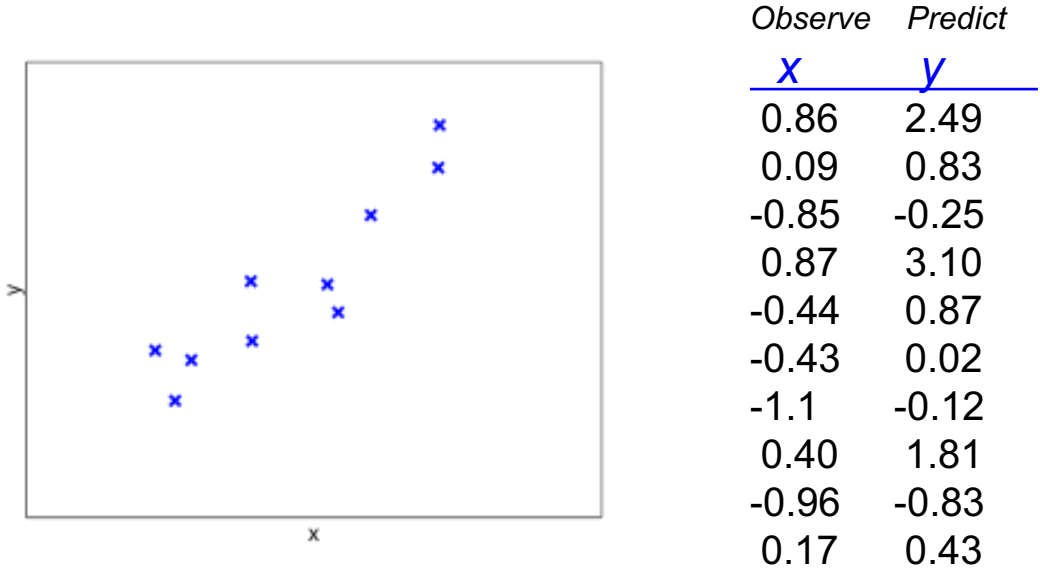 y
x
Observe Predict
x y
0.86 2.49
0.09 0.83
-0.85 -0.25
0.87 3.10
-0.44 0.87
-0.43 0.02
-1.1 -0.12
0.40 1.81
-0.96 -0.83
0.17 0.43